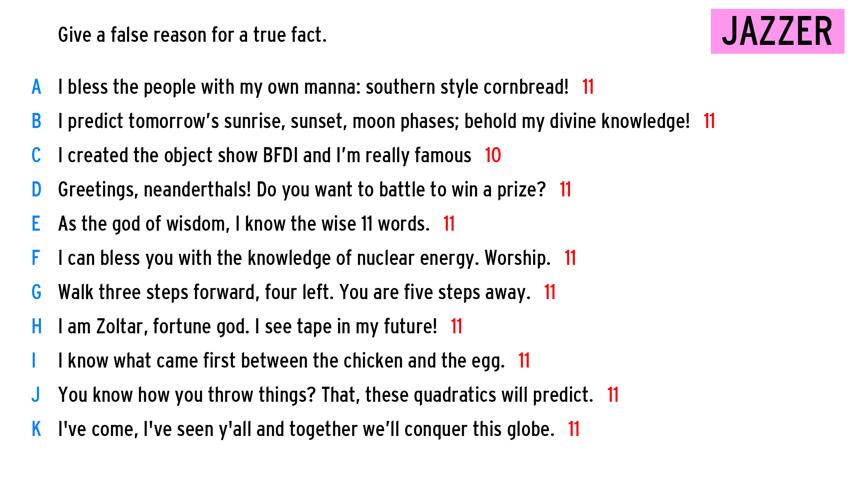 Give a false reason for a true fact.
JAZZER
A I bless the people with my own manna: southern style cornbread! 11
B I predict tomorrow's sunrise, sunset, moon phases; behold my divine knowledge! 11
C I created the object show BFDI and I'm really famous 10
D Greetings, neanderthals! Do you want to battle to win a prize? 11
E As the god of wisdom, I know the wise 11 words. 11
F I can bless you with the knowledge of nuclear energy. Worship. 11
G Walk three steps forward, four left. You are five steps away. 11
H I am Zoltar, fortune god. I see tape in my future! 11
I I know what came first between the chicken and the egg. 11
J You know how you throw things? That, these quadratics will predict. 11
K I've come, I've seen y'all and together we'll conquer this globe. 11